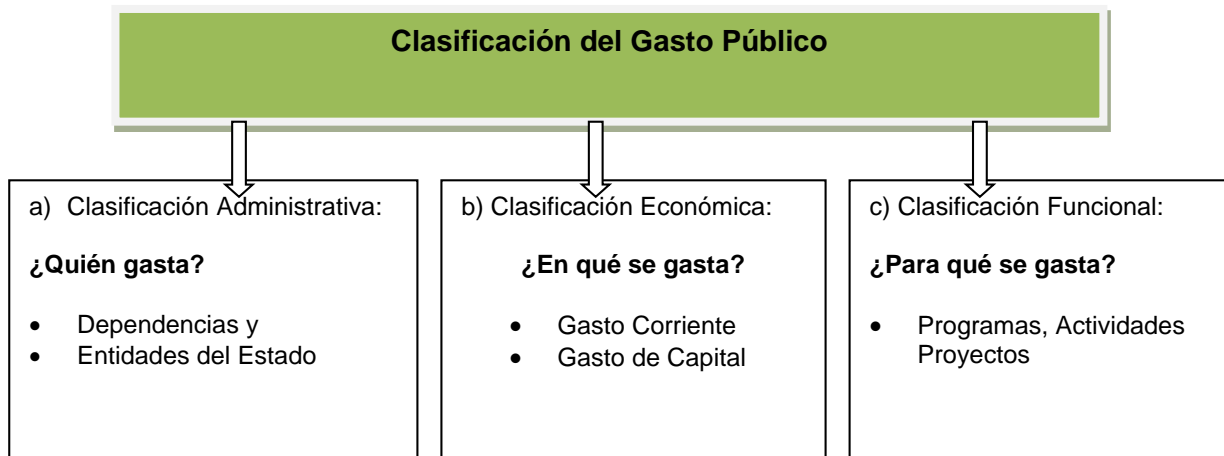 Clasificación del Gasto Público
a) Clasificación Administrativa:
¿Quién gasta?
• Dependencias y
• Entidades del Estado
b) Clasificación Económica:
¿En qué se gasta?
• Gasto Corriente
• Gasto de Capital
c) Clasificación Funcional:
¿Para qué se gasta?
• Programas, Actividades
Proyectos